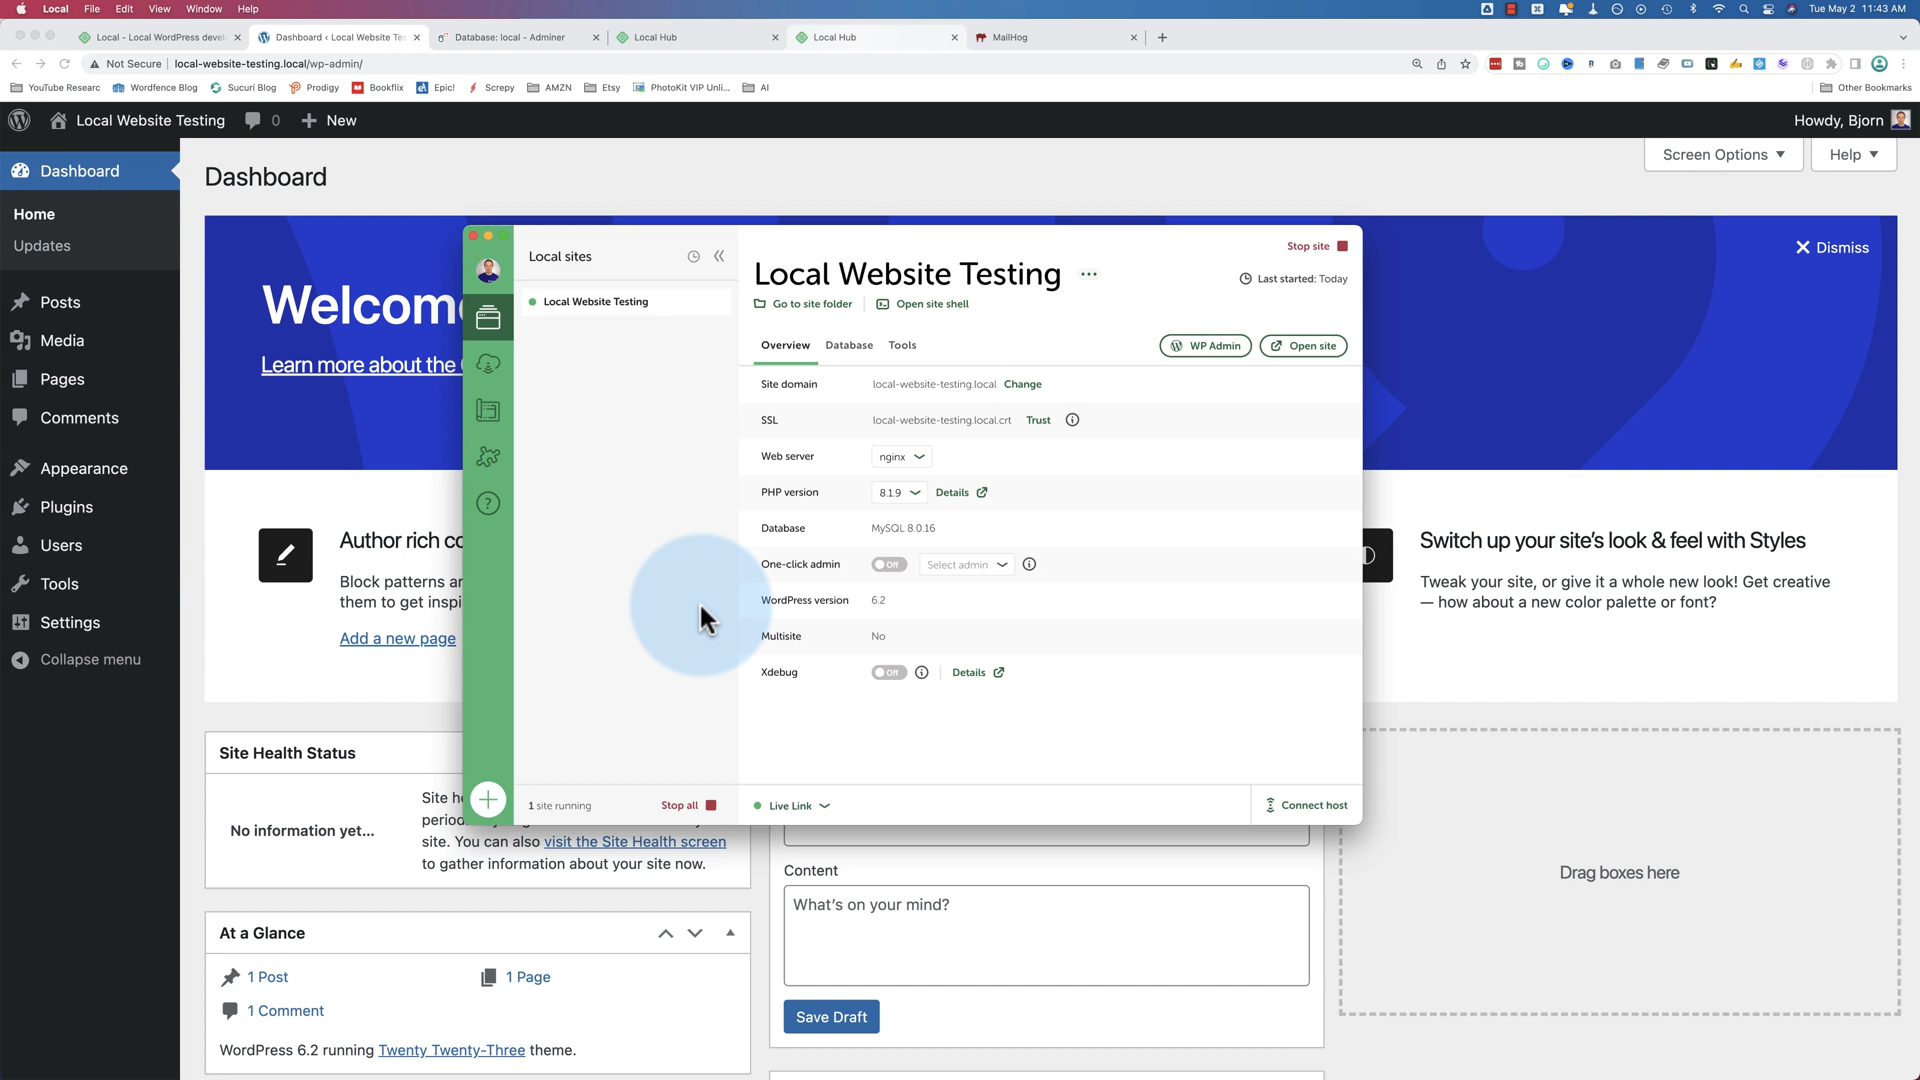 Local File Edit View Window Help
Tue May 2 11:43 AM
Local - Local WordPress devel
Dashboard ‹ Local Website Tes
Database: local - Adminer
Local Hub
Local Hub
MailHog
Not Secure local-website-testing.local/wp-admin/
YouTube Researc Wordfence Blog Sucuri Blog Prodigy Bookflix Epic! Screpy AMZN Etsy PhotoKit VIP Unli... AI Other Bookmarks
Local Website Testing 0 New
Howdy, Bjorn
Dashboard
Home
Updates
Posts
Media
Pages
Comments
Appearance
Plugins
Users
Tools
Settings
Collapse menu
Dashboard
Screen Options
Help
Dismiss
Welcom
Learn more about the
Author rich co
Block patterns ar
them to get inspi
Add a new page
Switch up your site's look & feel with Styles
Tweak your site, or give it a whole new look! Get creative
— how about a new color palette or font?
Local sites
Local Website Testing
1 site running
Stop all
Stop site
Local Website Testing
Last started: Today
Go to site folder
Open site shell
Overview Database Tools
WP Admin
Open site
Site domain local-website-testing.local Change
SSL local-website-testing.local.crt Trust
Web server nginx
PHP version 8.1.9 Details
Database MySQL 8.0.16
One-click admin Off Select admin
WordPress version 6.2
Multisite No
Xdebug Off Details
Live Link
Connect host
Site Health Status
No information yet...
Site he
period
site. You can also visit the Site Health screen
to gather information about your site now.
At a Glance
1 Post
1 Page
1 Comment
WordPress 6.2 running Twenty Twenty-Three theme.
Content
What's on your mind?
Save Draft
Drag boxes here